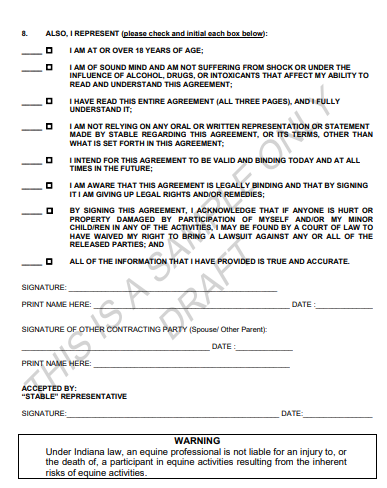 8. ALSO, I REPRESENT (please check and initial each box below):
_____ ☐ I AM AT OR OVER 18 YEARS OF AGE;
_____ ☐ I AM OF SOUND MIND AND AM NOT SUFFERING FROM SHOCK OR UNDER THE
INFLUENCE OF ALCOHOL, DRUGS, OR INTOXICANTS THAT AFFECT MY ABILITY TO
READ AND UNDERSTAND THIS AGREEMENT;
_____ ☐ I HAVE READ THIS ENTIRE AGREEMENT (ALL THREE PAGES), AND I FULLY
UNDERSTAND IT;
_____ ☐ I AM NOT RELYING ON ANY ORAL OR WRITTEN REPRESENTATION OR STATEMENT
MADE BY STABLE REGARDING THIS AGREEMENT, OR ITS TERMS, OTHER THAN
WHAT IS SET FORTH IN THIS AGREEMENT;
_____ ☐ I INTEND FOR THIS AGREEMENT TO BE VALID AND BINDING TODAY AND AT ALL
TIMES IN THE FUTURE;
_____ ☐ I AM AWARE THAT THIS AGREEMENT IS LEGALLY BINDING AND THAT BY SIGNING
IT I AM GIVING UP LEGAL RIGHTS AND/OR REMEDIES;
_____ ☐ BY SIGNING THIS AGREEMENT, I ACKNOWLEDGE THAT IF ANYONE IS HURT OR
PROPERTY DAMAGED BY PARTICIPATION OF MYSELF AND/OR MY MINOR
CHILD/REN IN ANY OF THE ACTIVITIES, I MAY BE FOUND BY A COURT OF LAW TO
HAVE WAIVED MY RIGHT TO BRING A LAWSUIT AGAINST ANY OR ALL OF THE
RELEASED PARTIES; AND
_____ ☐ ALL OF THE INFORMATION THAT I HAVE PROVIDED IS TRUE AND ACCURATE.
SIGNATURE: ____________________
PRINT NAME HERE: ____________________ DATE :____________
SIGNATURE OF OTHER CONTRACTING PARTY (Spouse/ Other Parent):
____________________ DATE :____________
PRINT NAME HERE: ____________________
ACCEPTED BY:
“STABLE” REPRESENTATIVE
SIGNATURE:____________________ DATE:____________
WARNING
Under Indiana law, an equine professional is not liable for an injury to, or
the death of, a participant in equine activities resulting from the inherent
risks of equine activities.
THIS IS A SAMPLE ONLY
DRAFT